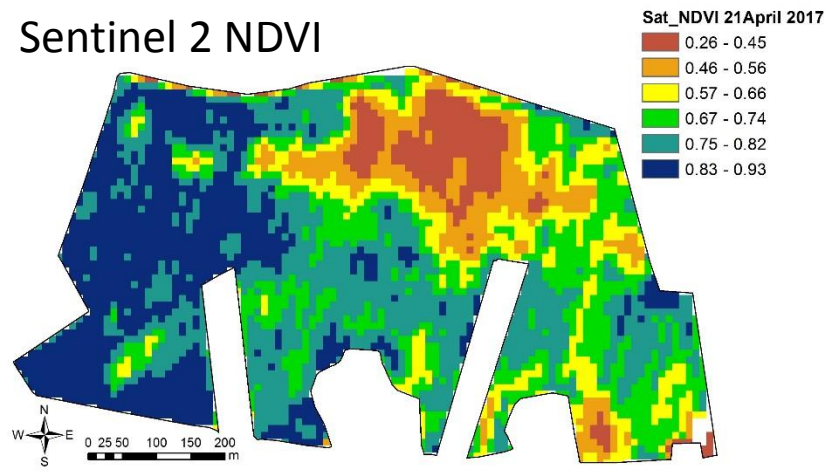 Sentinel 2 NDVI
Sat_NDVI 21April 2017
0.26 - 0.45
0.46 - 0.56
0.57 - 0.66
0.67 - 0.74
0.75 - 0.82
0.83 - 0.93
N
W E
S
0 25 50 100 150 200
m